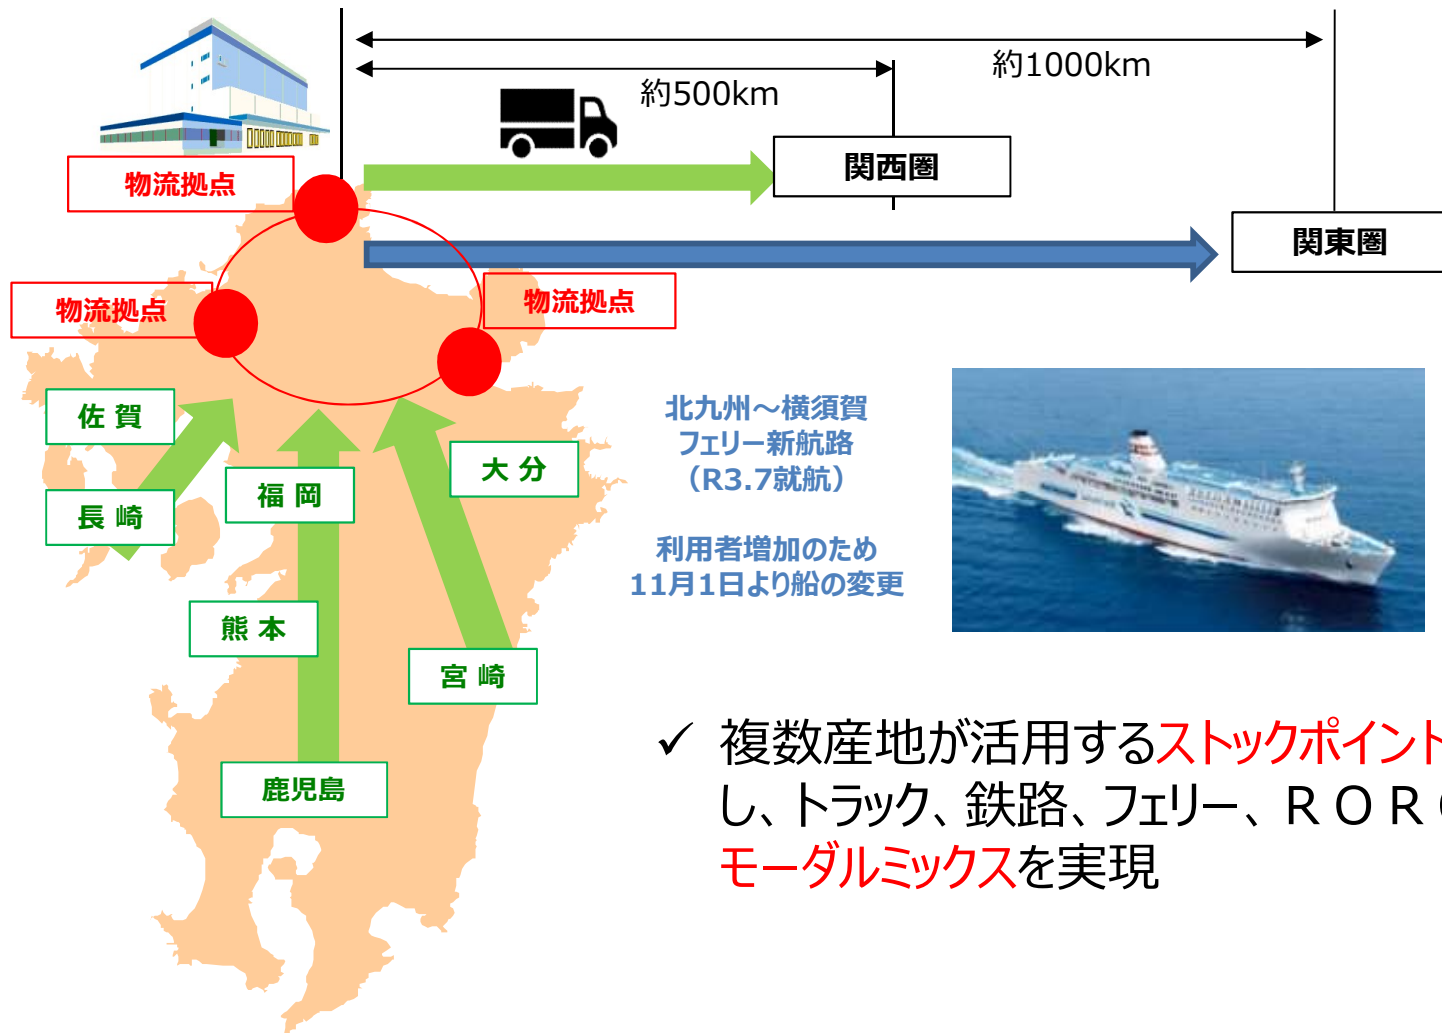 約1000km
約500km
関西圏
物流拠点
関東圏
物流拠点
物流拠点
佐 賀
長 崎
福 岡
大 分
熊 本
宮 崎
鹿児島
北九州～横須賀
フェリー新航路
（R3.7就航）
利用者増加のため
11月1日より船の変更
✓ 複数産地が活用するストックポイント
し、トラック、鉄路、フェリー、ＲＯＲ
モーダルミックスを実現